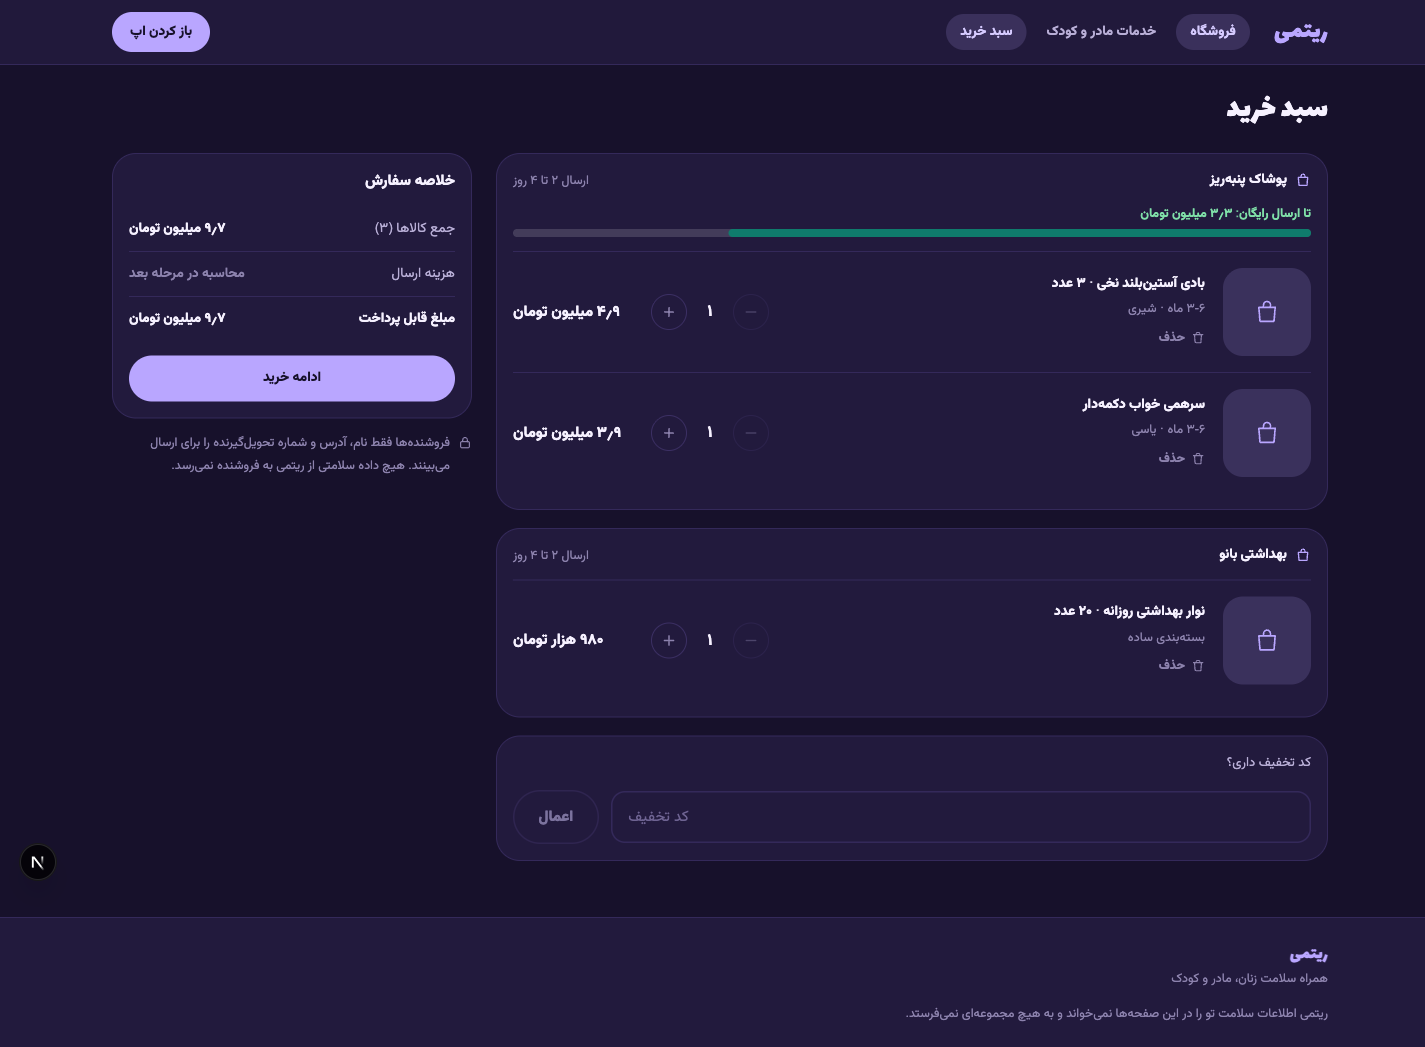 ریتمی
فروشگاه
خدمات مادر و کودک
سبد خرید
باز کردن اپ
سبد خرید
پوشاک پنبه‌ریز
ارسال ۲ تا ۴ روز
تا ارسال رایگان: ۳٫۳ میلیون تومان
بادی آستین‌بلند نخی · ۳ عدد
۳-۶ ماه · شیری
حذف
۱
۴٫۹ میلیون تومان
سرهمی خواب دکمه‌دار
۳-۶ ماه · یاسی
حذف
۱
۳٫۹ میلیون تومان
بهداشتی بانو
ارسال ۲ تا ۴ روز
نوار بهداشتی روزانه · ۲۰ عدد
بسته‌بندی ساده
حذف
۱
۹۸۰ هزار تومان
کد تخفیف داری؟
کد تخفیف
اعمال
خلاصه سفارش
جمع کالاها (۳)
۹٫۷ میلیون تومان
هزینه ارسال
محاسبه در مرحله بعد
مبلغ قابل پرداخت
۹٫۷ میلیون تومان
ادامه خرید
فروشنده‌ها فقط نام، آدرس و شماره تحویل‌گیرنده را برای ارسال
می‌بینند. هیچ داده سلامتی از ریتمی به فروشنده نمی‌رسد.
N
ریتمی
همراه سلامت زنان، مادر و کودک
ریتمی اطلاعات سلامت تو را در این صفحه‌ها نمی‌خواند و به هیچ مجموعه‌ای نمی‌فرستد.